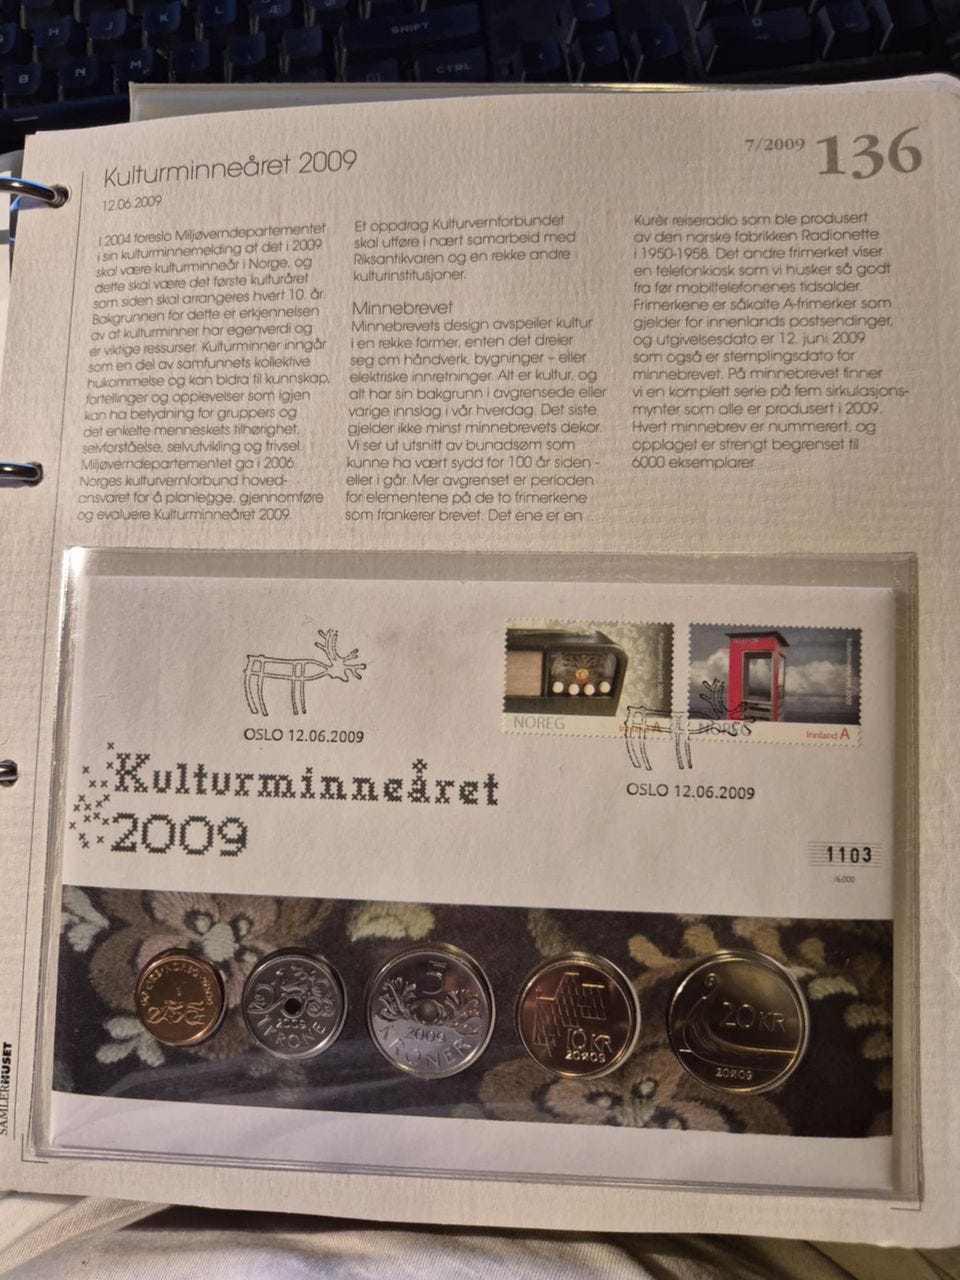 SHIFT
CTRL
J
K
L
B
N
M
Kulturminneåret 2009
12.06.2009
7/2009 136
I 2004 foreslo Miljøverndepartementet
i sin kulturminnemelding at det i 2009
skal være kulturminneår i Norge, og
dette skal være det første kulturåret
som siden skal arrangeres hvert 10. år.
Bakgrunnen for dette er erkjennelsen
av at kulturminner har egenverdi og
er viktige ressurser. Kulturminner inngår
som en del av samfunnets kollektive
hukommelse og kan bidra til kunnskap,
fortellinger og opplevelser som igjen
kan ha betydning for gruppers og
det enkelte menneskets tilhørighet,
selvforståelse, selvutvikling og trivsel.
Miljøverndepartementet ga i 2006
Norges kulturvernforbund hoved-
ansvaret for å planlegge, gjennomføre
og evaluere Kulturminneåret 2009.
Et oppdrag Kulturvernforbundet
skal utføre i nært samarbeid med
Riksantikvaren og en rekke andre
kulturinstitusjoner.
Minnebrevet
Minnebrevets design avspeiler kultur
i en rekke former, enten det dreier
seg om håndverk, bygninger – eller
elektriske innretninger. Alt er kultur, og
alt har sin bakgrunn i avgrensede eller
varige innslag i vår hverdag. Det siste
gjelder ikke minst minnebrevets dekor.
Vi ser ut utsnitt av bunadsøm som
kunne ha vært sydd for 100 år siden -
eller i går. Mer avgrenset er perioden
for elementene på de to frimerkene
som frankerer brevet. Det ene er en
Kurér reiseradio som ble produsert
av den norske fabrikken Radionette
i 1950-1958. Det andre frimerket viser
en telefonkiosk som vi husker så godt
fra før mobiltelefonenes tidsalder.
Frimerkene er såkalte A-frimerker som
gjelder for innenlands postsendinger,
og utgivelsesdato er 12. juni 2009
som også er stemplingsdato for
minnebrevet. På minnebrevet finner
vi en komplett serie på fem sirkulasjons-
mynter som alle er produsert i 2009.
Hvert minnebrev er nummerert, og
opplaget er strengt begrenset til
6000 eksemplarer
NOREG
Innland A
NORGE
Innland A
OSLO 12.06.2009
OSLO 12.06.2009
Kulturminneåret
2009
1103
/6.000
2009
1 KRONE
5
2009
KRONER
10 KR
2009
20 KR
2009
SAMLERHUSET